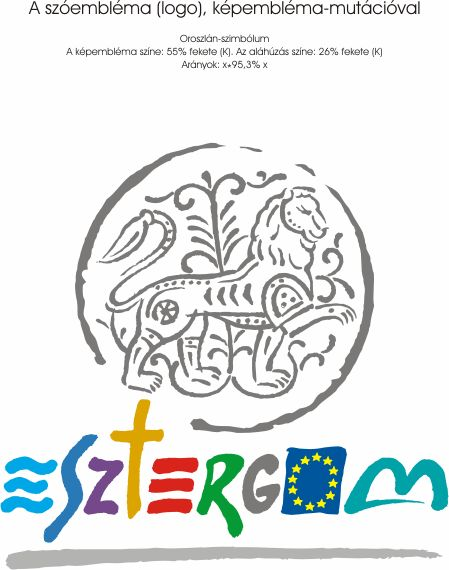 A szóembléma (logo), képembléma-mutációval
Oroszlán-szimbólum
A képembléma színe: 55% fekete (K). Az aláhúzás színe: 26% fekete (K)
Arányok: x*95,3% x
ESZTERGOM